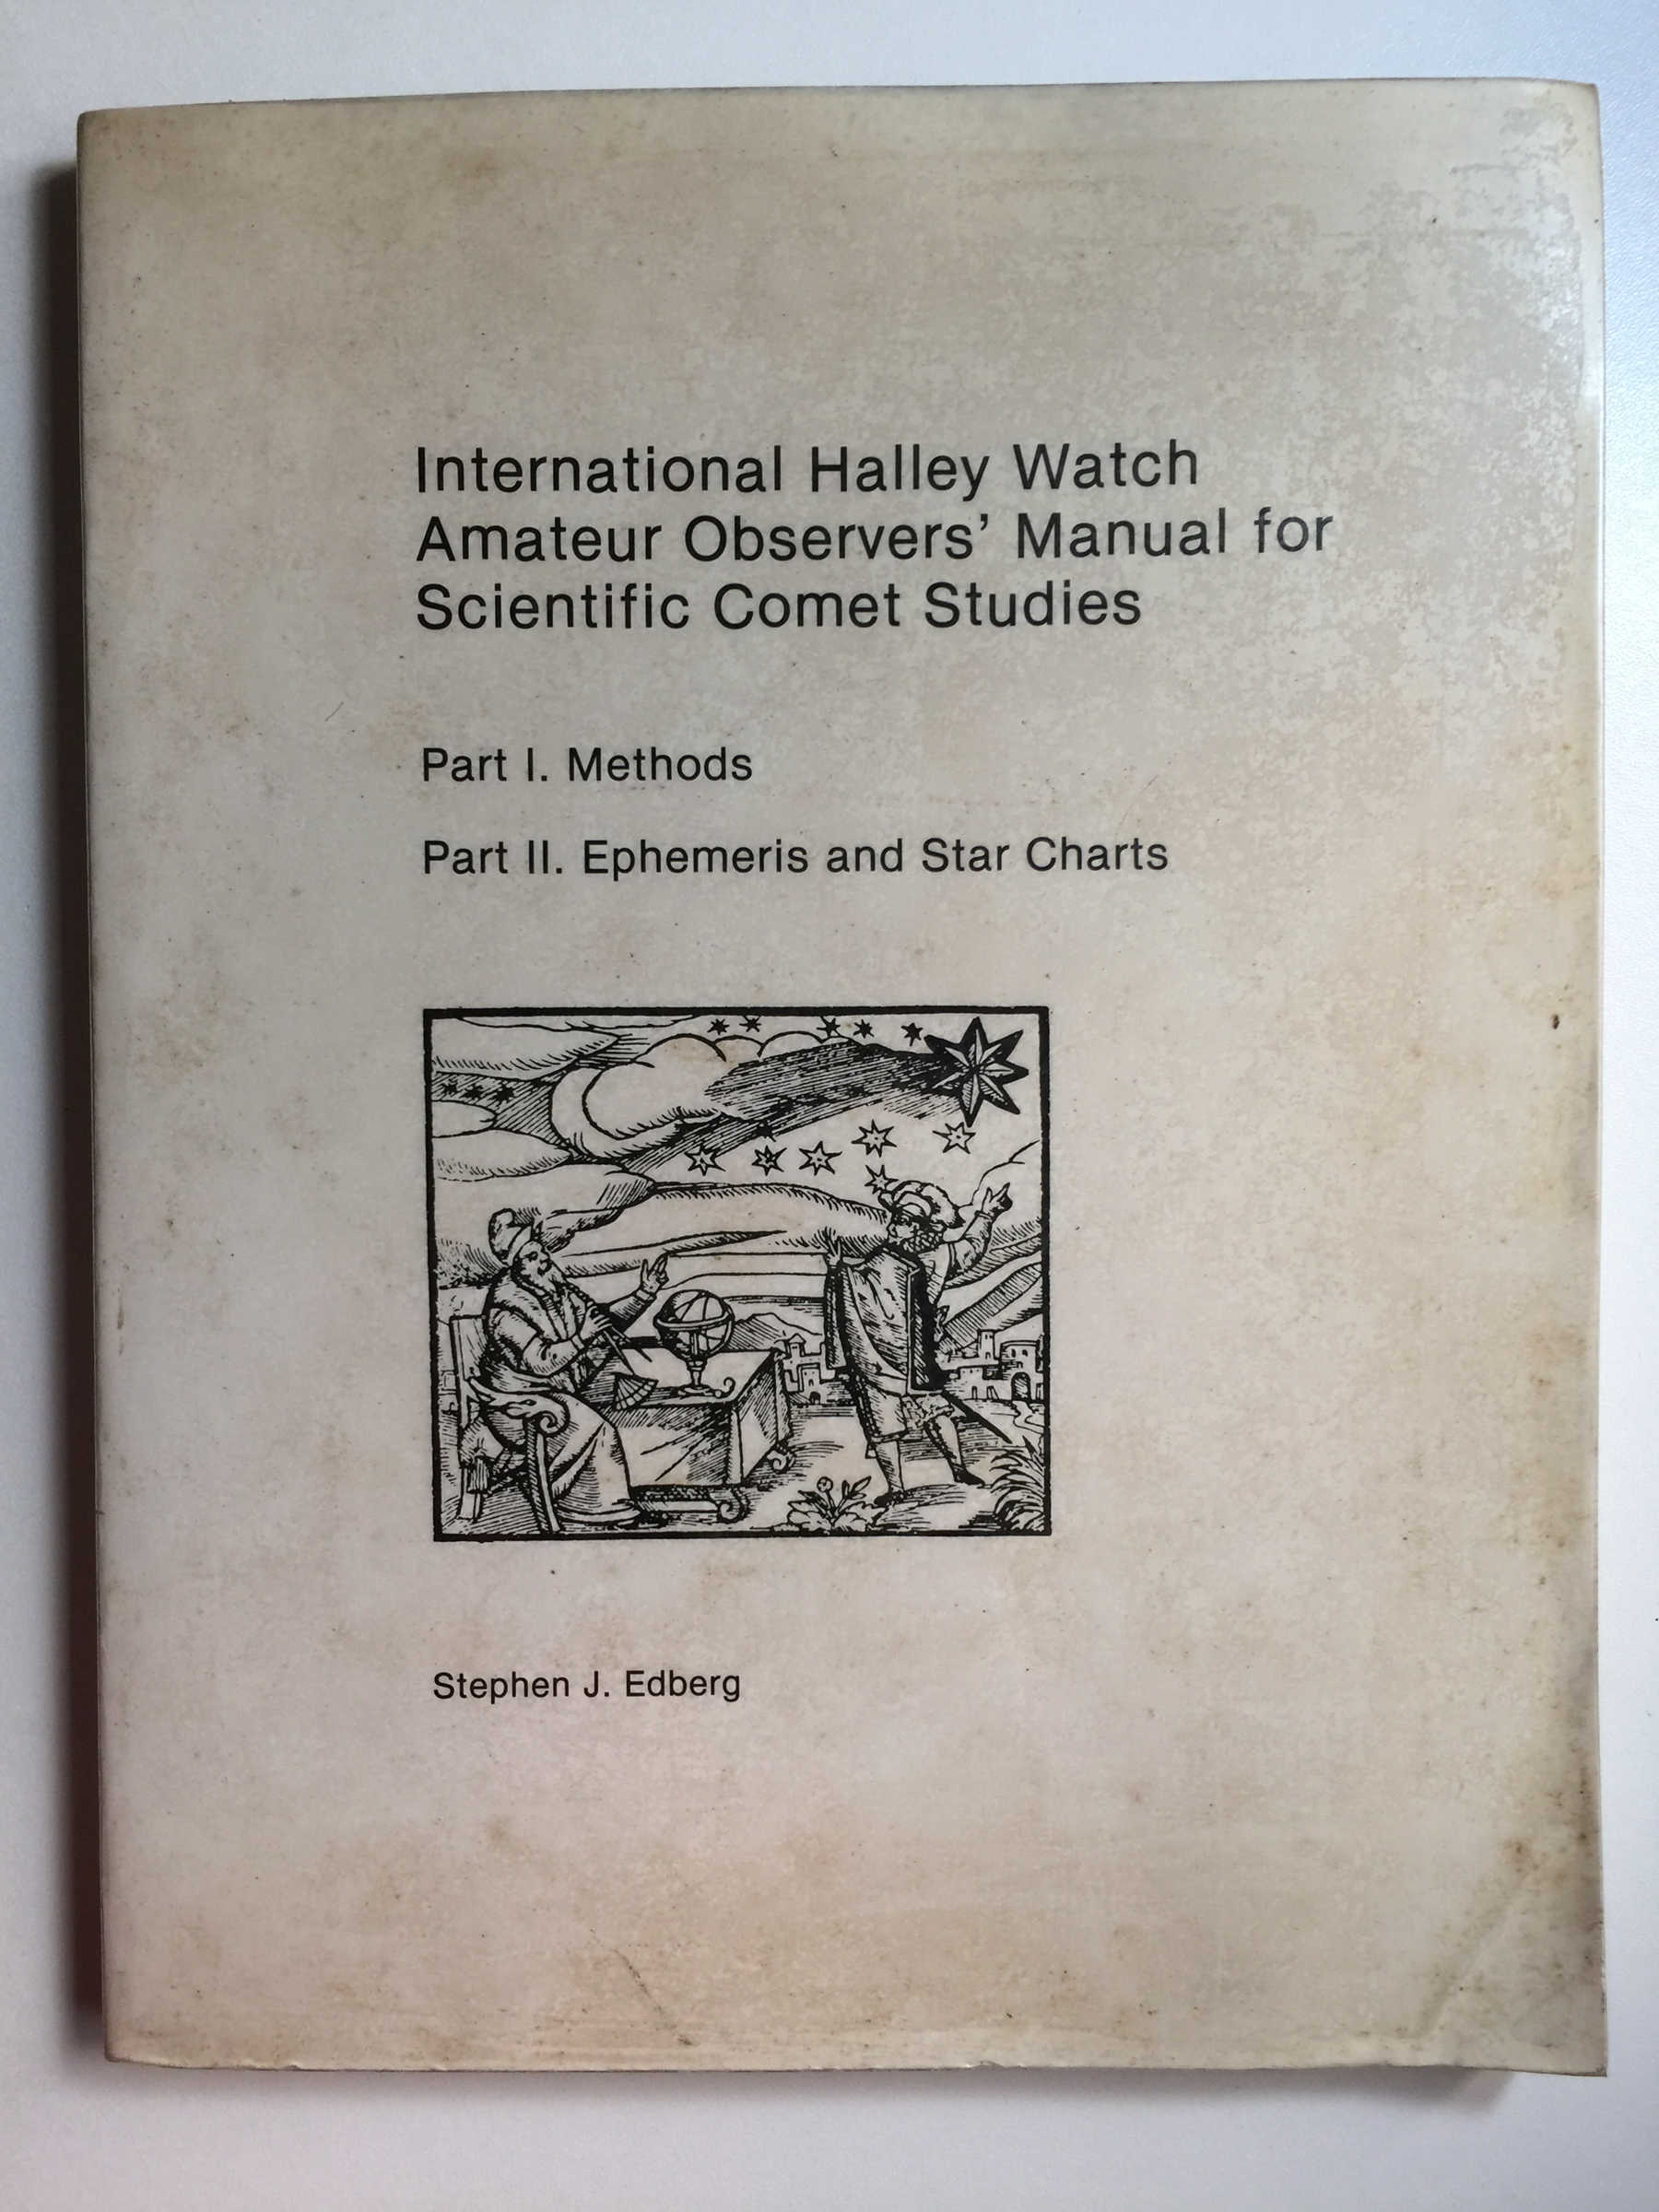 International Halley Watch
Amateur Observers’ Manual for
Scientific Comet Studies
Part I. Methods
Part II. Ephemeris and Star Charts
Stephen J. Edberg